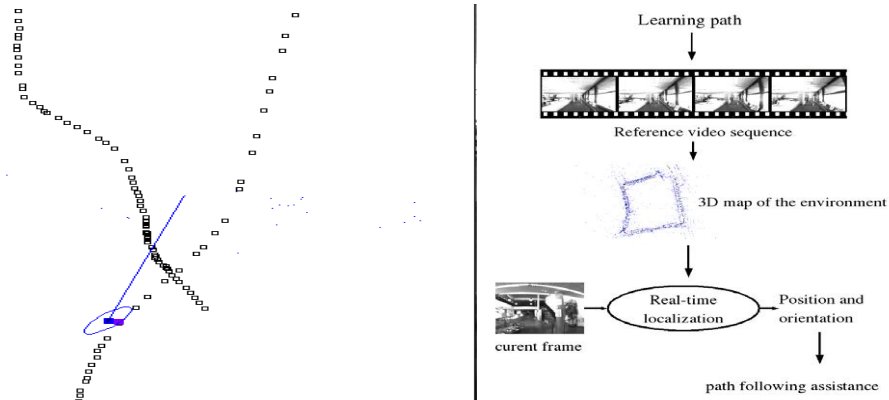 Learning path
Reference video sequence
3D map of the environment
Real-time
localization
Position and
orientation
curent frame
path following assistance